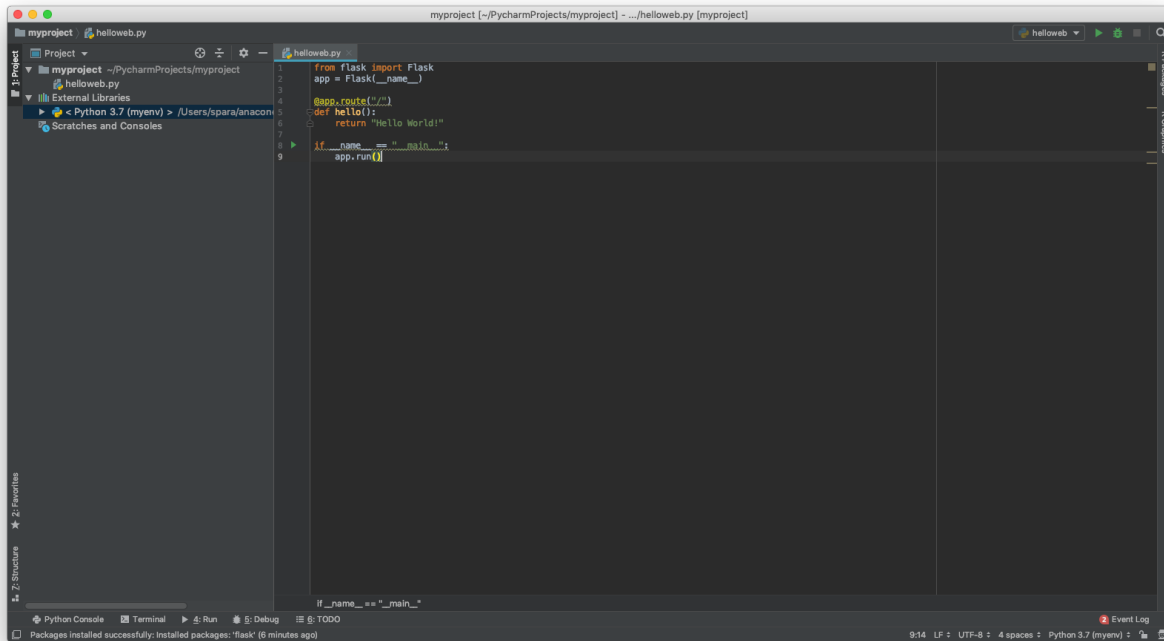 myproject [~/PycharmProjects/myproject] - .../helloweb.py [myproject]
myproject helloweb.py
helloweb
1: Project
Project
helloweb.py
myproject ~/PycharmProjects/myproject
helloweb.py
External Libraries
< Python 3.7 (myenv) > /Users/spara/anacon
Scratches and Consoles
1 from flask import Flask
2 app = Flask(__name__)
3
4 @app.route("/")
5 def hello():
6 return "Hello World!"
7
8 if __name__ == "__main__":
9 app.run()
2: Favorites
7: Structure
if __name__ == "__main__"
Python Console Terminal 4: Run 5: Debug 6: TODO
2 Event Log
Packages installed successfully: Installed packages: 'flask' (6 minutes ago)
9:14 LF UTF-8 4 spaces Python 3.7 (myenv)